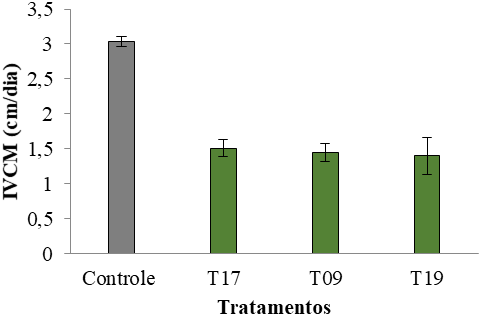 3,5
3
2,5
2
1,5
1
0,5
0
IVCM (cm/dia)
Controle T17 T09 T19
Tratamentos